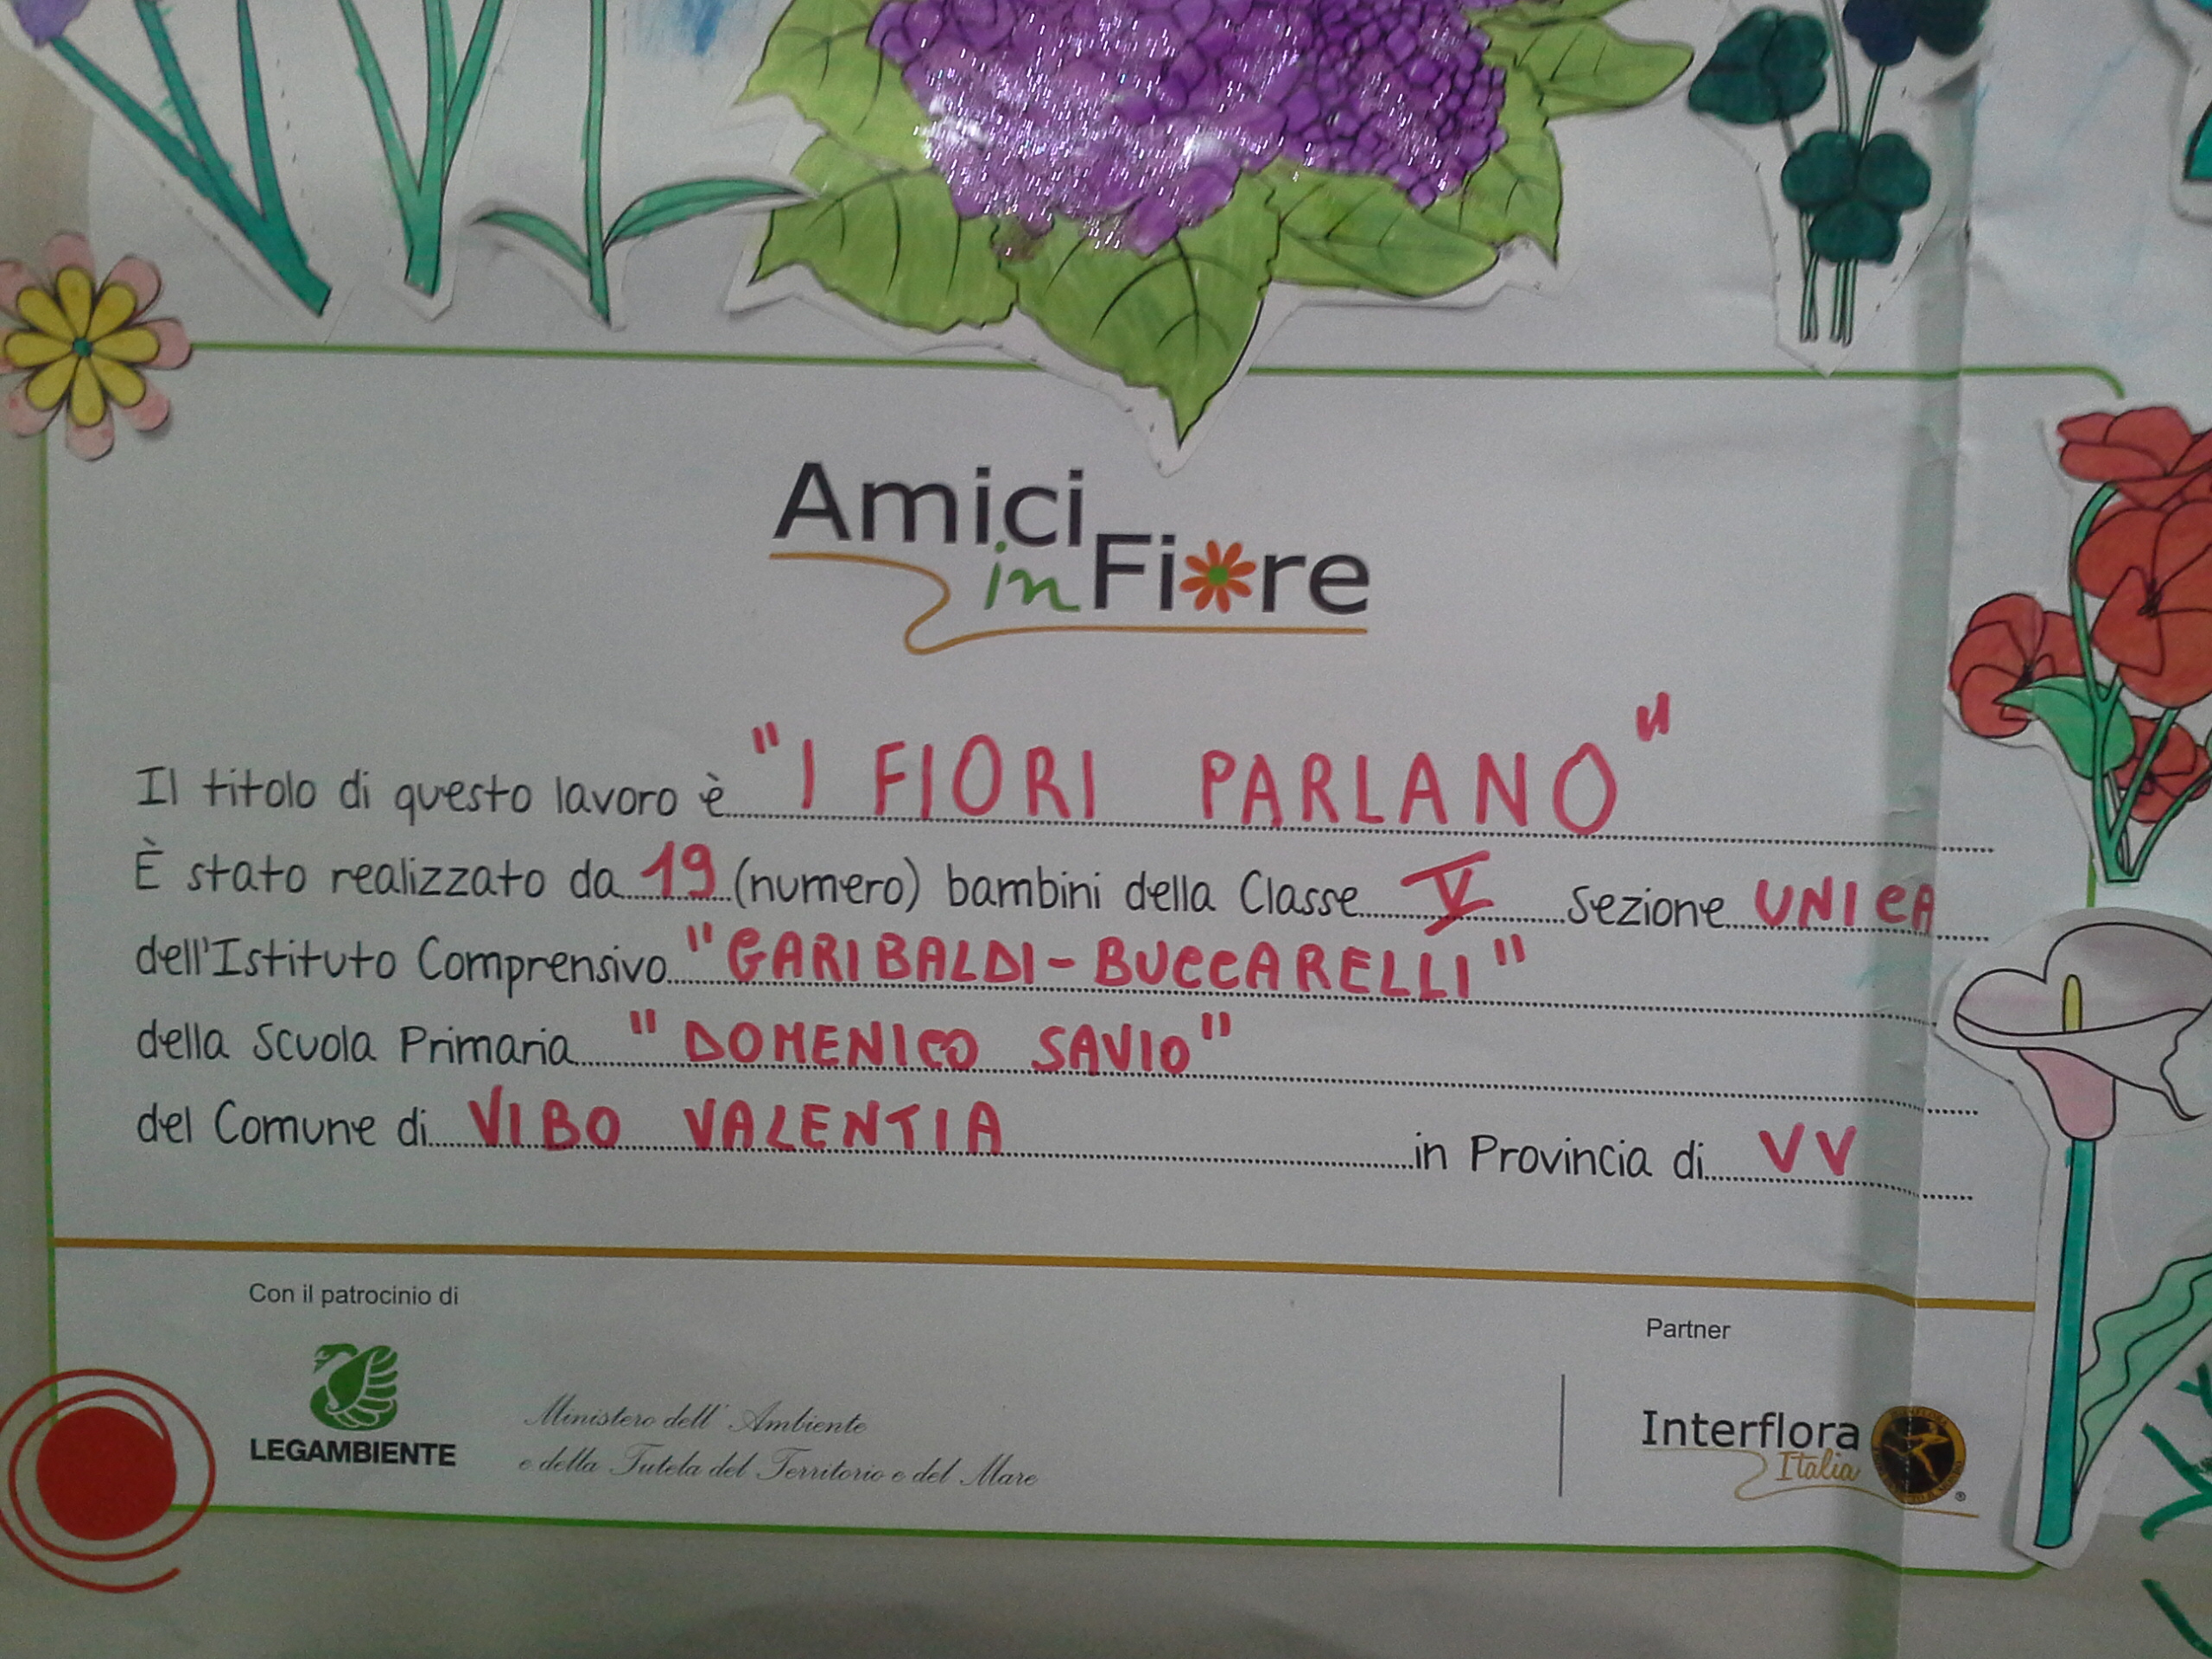 Amici
in Fiore
Il titolo di questo lavoro è "I FIORI PARLANO"
È stato realizzato da 19 (numero) bambini della Classe V Sezione UNICA
dell'Istituto Comprensivo "GARIBALDI-BUCCARELLI"
della Scuola Primaria "DOMENICO SAVIO"
del Comune di VIBO VALENTIA in Provincia di VV
Con il patrocinio di
LEGAMBIENTE
Ministero dell'Ambiente
e della Tutela del Territorio e del Mare
Partner
Interflora
Italia
®